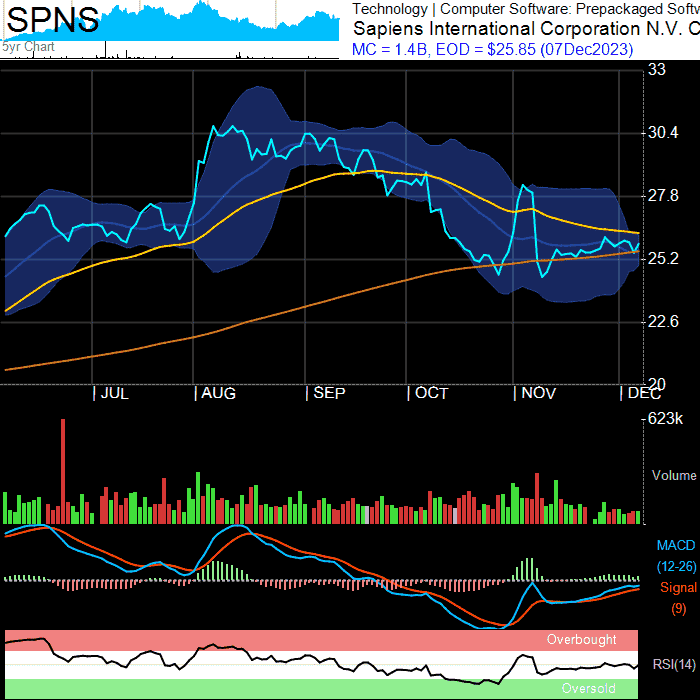 SPNS
5yr Chart
Technology | Computer Software: Prepackaged Softw
Sapiens International Corporation N.V. C
MC = 1.4B, EOD = $25.85 (07Dec2023)
33
30.4
27.8
25.2
22.6
20
| JUL | AUG | SEP | OCT | NOV | DEC
623k
Volume
MACD
(12-26)
Signal
(9)
Overbought
RSI(14)
Oversold